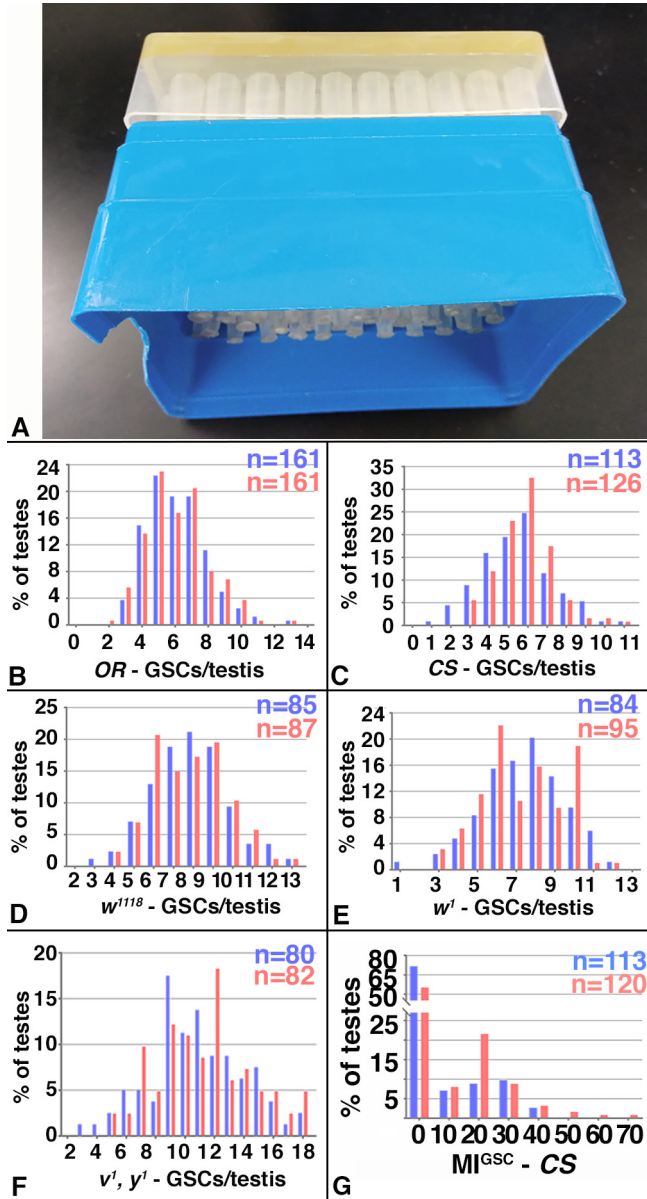 A
n=161
n=161
24
20
16
12
8
4
0
% of testes
0 2 4 6 8 10 12 14
B
OR - GSCs/testis
n=113
n=126
35
30
25
20
15
10
5
0
% of testes
0 1 2 3 4 5 6 7 8 9 10 11
C
CS - GSCs/testis
n=85
n=87
25
20
15
10
5
0
% of testes
2 3 4 5 6 7 8 9 10 11 12 13
D
w¹¹¹⁸ - GSCs/testis
n=84
n=95
24
20
16
12
8
4
0
% of testes
1 3 5 7 9 11 13
E
w¹ - GSCs/testis
n=80
n=82
20
15
10
5
0
% of testes
2 4 6 8 10 12 14 16 18
F
v¹, y¹ - GSCs/testis
n=113
n=120
80
65
50
25
15
5
% of testes
0 10 20 30 40 50 60 70
G
MIᴳˢᶜ - CS